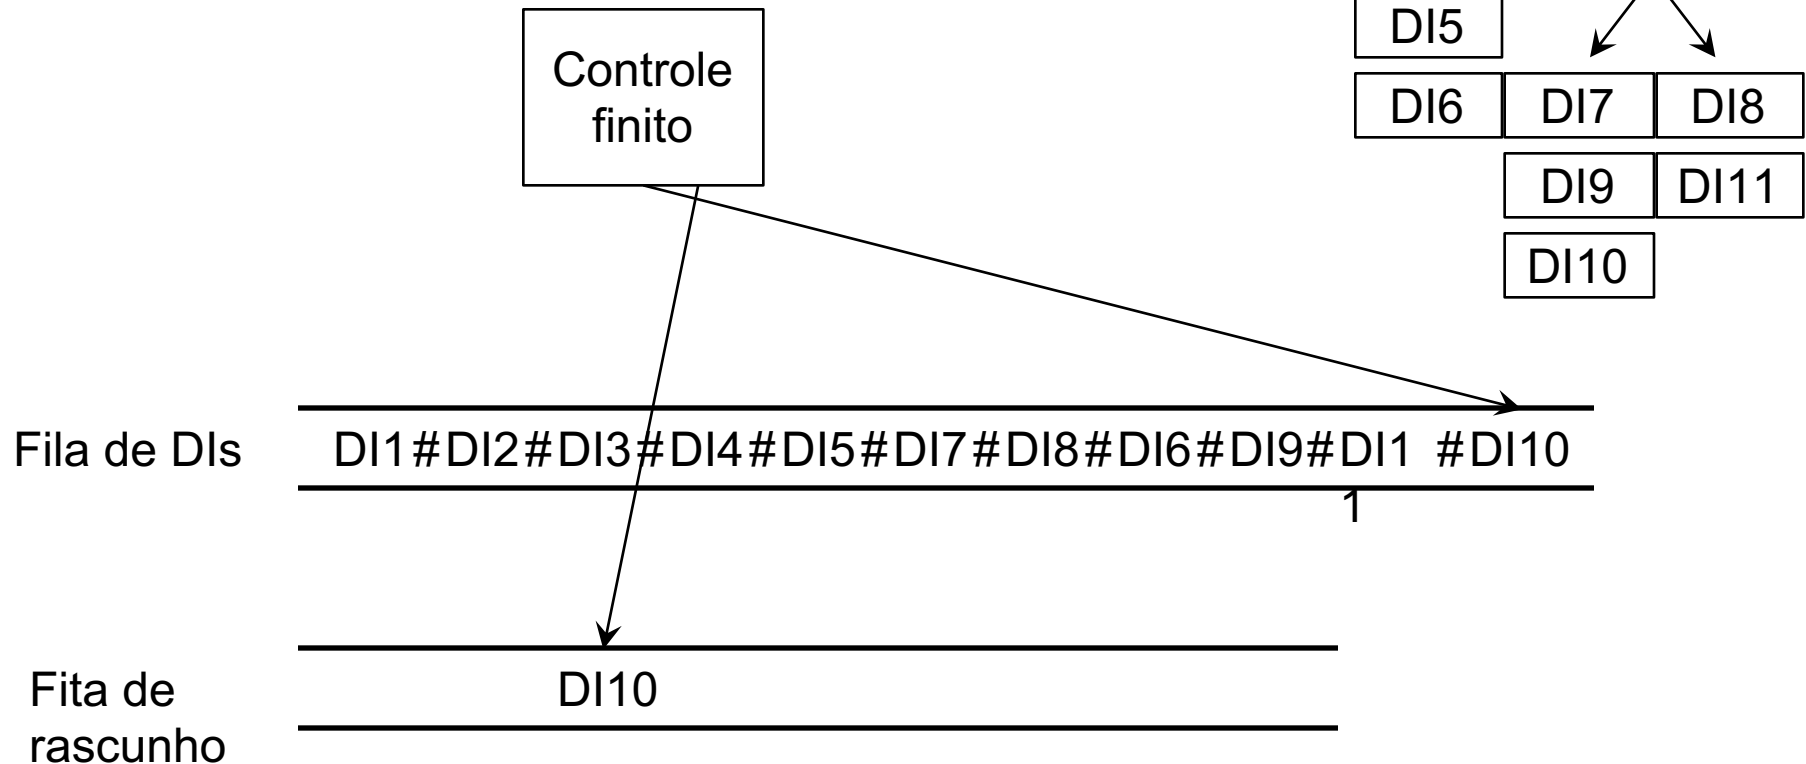 DI5
Controle
finito
DI6 DI7 DI8
DI9 DI11
DI10
Fila de DIs DI1#DI2#DI3#DI4#DI5#DI7#DI8#DI6#DI9#DI1 #DI10
1
Fita de
rascunho
DI10